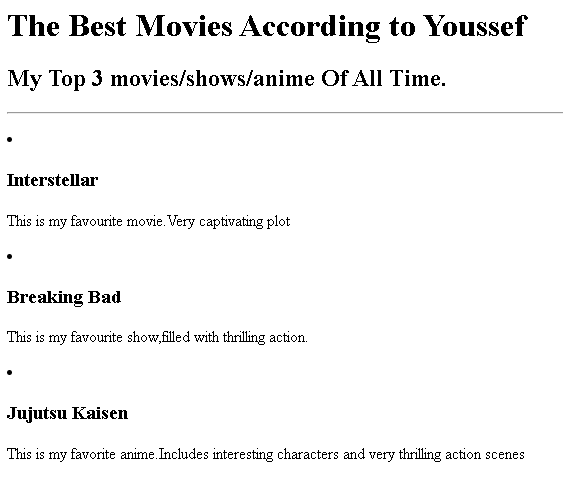 The Best Movies According to Youssef
My Top 3 movies/shows/anime Of All Time.
Interstellar
This is my favourite movie.Very captivating plot
Breaking Bad
This is my favourite show,filled with thrilling action.
Jujutsu Kaisen
This is my favorite anime.Includes interesting characters and very thrilling action scenes